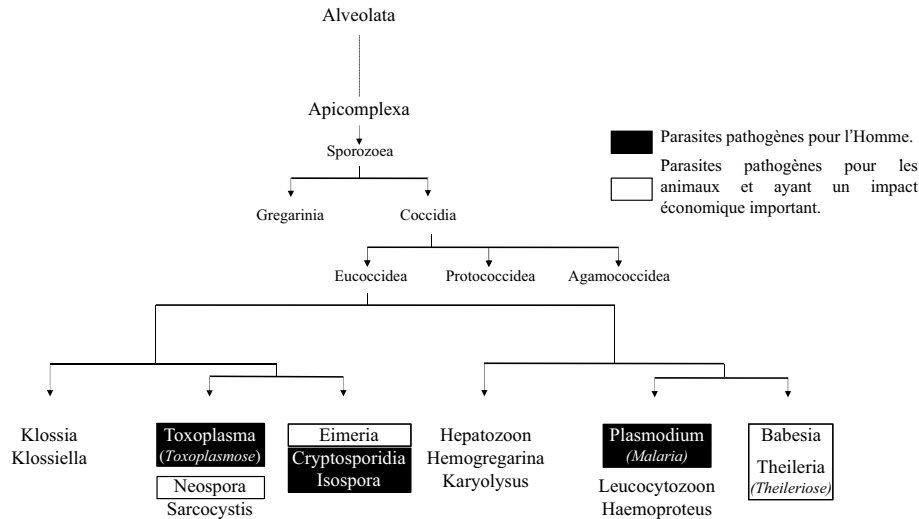 Alveolata
Apicomplexa
Sporozoea
Gregarinia
Coccidia
Eucoccidea
Protococcidea
Agamococcidea
Parasites pathogènes pour l'Homme.
Parasites pathogènes pour les
animaux et ayant un impact
économique important.
Klossia
Klossiella
Toxoplasma
(Toxoplasmose)
Neospora
Sarcocystis
Eimeria
Cryptosporidia
Isospora
Hepatozoon
Hemogregarina
Karyolysus
Plasmodium
(Malaria)
Leucocytozoon
Haemoproteus
Babesia
Theileria
(Theileriose)